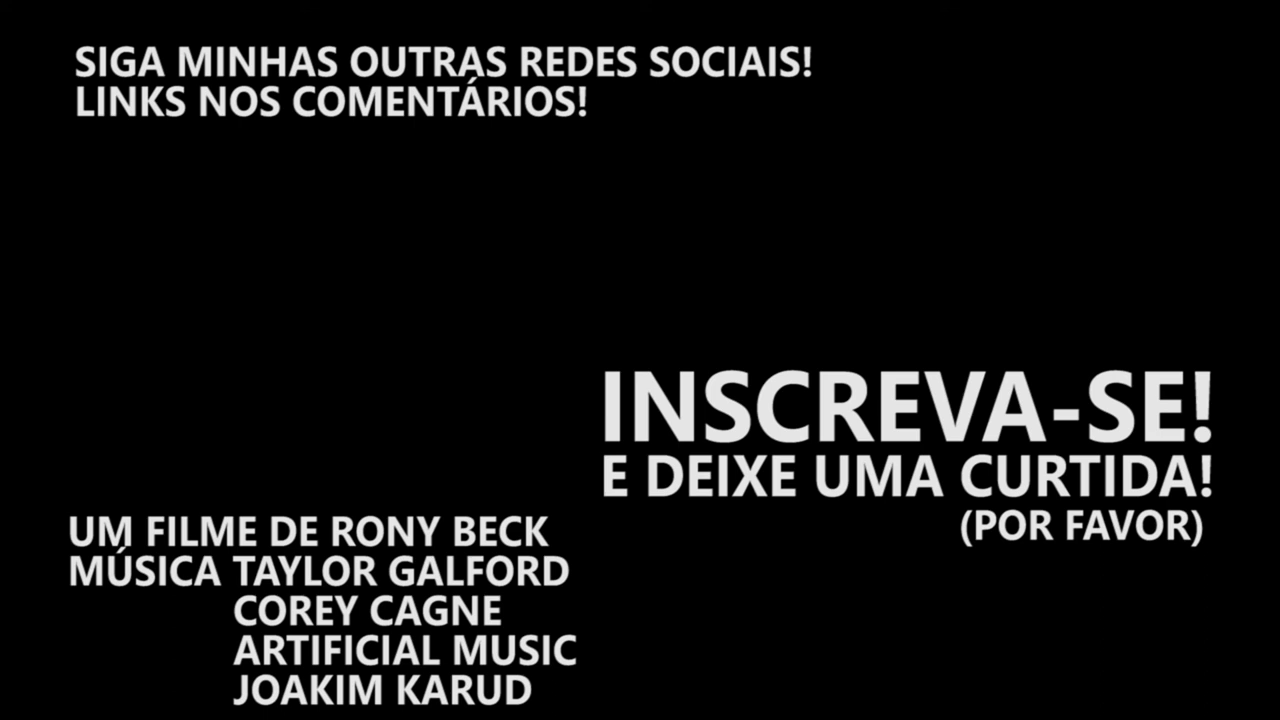 SIGA MINHAS OUTRAS REDES SOCIAIS!
LINKS NOS COMENTÁRIOS!
INSCREVA-SE!
E DEIXE UMA CURTIDA!
(POR FAVOR)
UM FILME DE RONY BECK
MÚSICA TAYLOR GALFORD
COREY CAGNE
ARTIFICIAL MUSIC
JOAKIM KARUD